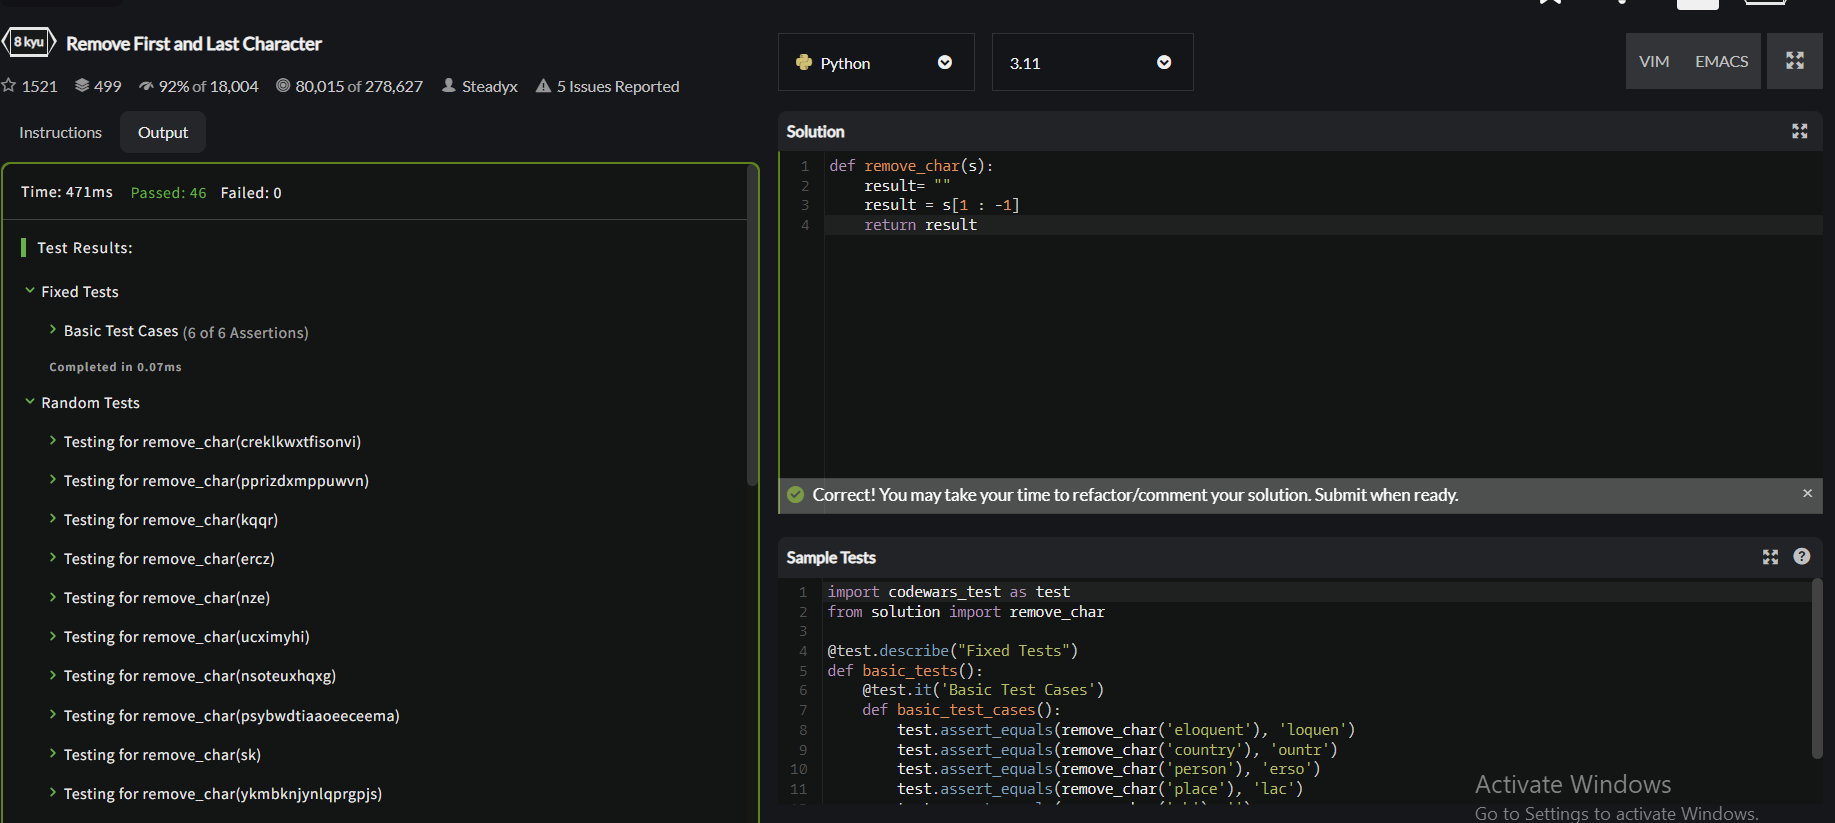 8 kyu Remove First and Last Character
1521 499 92% of 18,004 80,015 of 278,627 Steadyx 5 Issues Reported
Instructions Output
Time: 471ms Passed: 46 Failed: 0
Test Results:
Fixed Tests
Basic Test Cases (6 of 6 Assertions)
Completed in 0.07ms
Random Tests
Testing for remove_char(creklkwxtfisonvi)
Testing for remove_char(pprizdxmppuwvn)
Testing for remove_char(kqqr)
Testing for remove_char(ercz)
Testing for remove_char(nze)
Testing for remove_char(ucximyhi)
Testing for remove_char(nsoteuxhqxg)
Testing for remove_char(psybwdtiaaoeeceema)
Testing for remove_char(sk)
Testing for remove_char(ykmbknjynlqprgpjs)
Python 3.11 VIM EMACS
Solution
1 def remove_char(s):
2 result= ""
3 result = s[1 : -1]
4 return result
Correct! You may take your time to refactor/comment your solution. Submit when ready. ×
Sample Tests ?
1 import codewars_test as test
2 from solution import remove_char
3
4 @test.describe("Fixed Tests")
5 def basic_tests():
6 @test.it('Basic Test Cases')
7 def basic_test_cases():
8 test.assert_equals(remove_char('eloquent'), 'loquen')
9 test.assert_equals(remove_char('country'), 'ountr')
10 test.assert_equals(remove_char('person'), 'erso')
11 test.assert_equals(remove_char('place'), 'lac')
Activate Windows
Go to Settings to activate Windows.